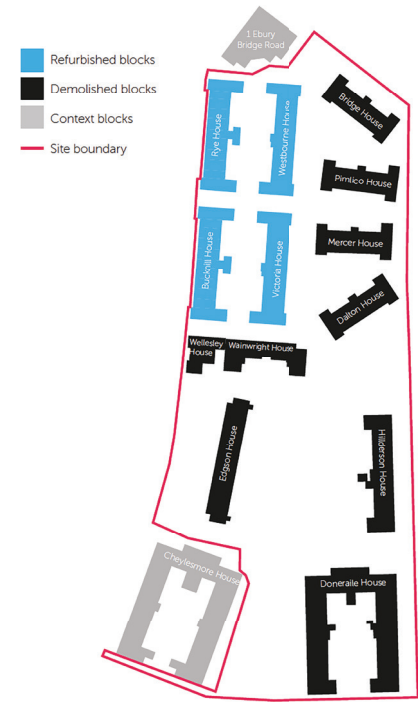 1 Ebury
Bridge Road
Refurbished blocks
Demolished blocks
Context blocks
Site boundary
Rye House
Westbourne House
Bridge House
Pimlico House
Mercer House
Bucknill House
Victoria House
Dalton House
Wellesley
House
Wainwright House
Edgson House
Hillersdon House
Cheylesmore House
Doneraile House